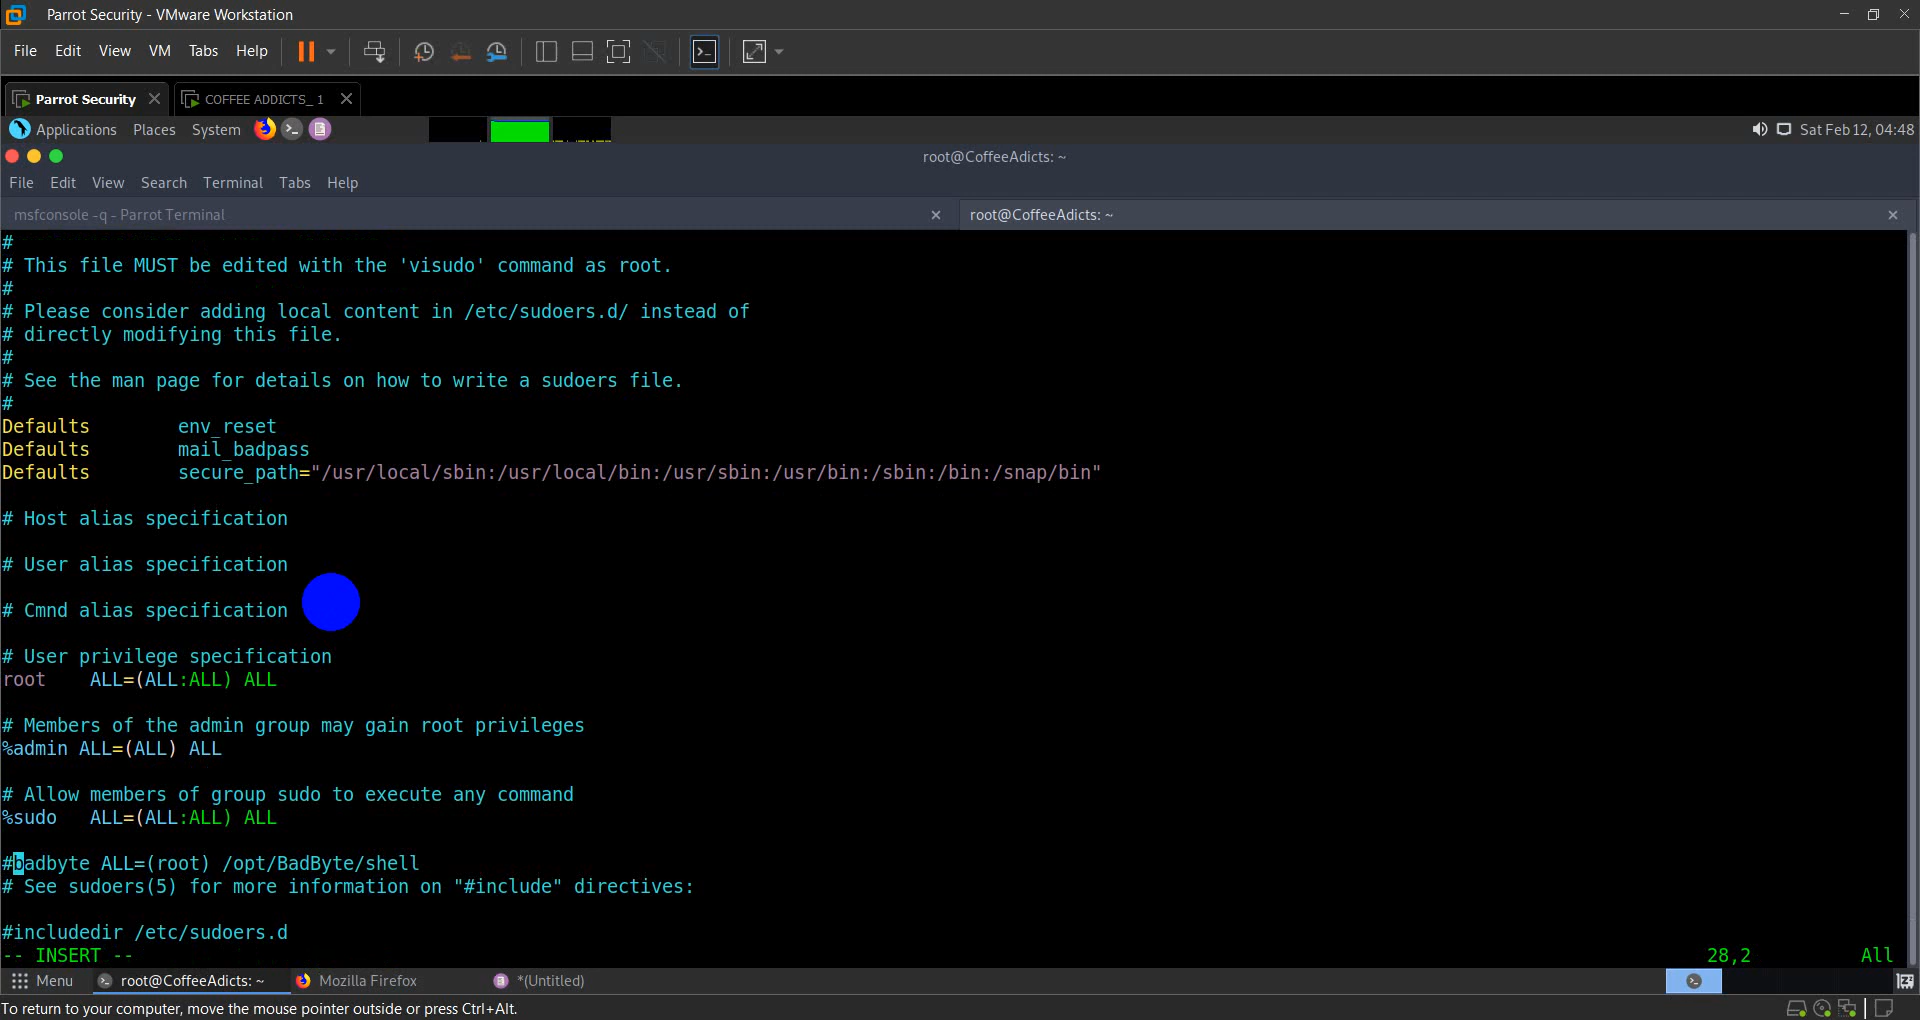 Parrot Security - VMware Workstation
File Edit View VM Tabs Help
Parrot Security COFFEE ADDICTS_ 1
Applications Places System Sat Feb 12, 04:48
root@CoffeeAdicts: ~
File Edit View Search Terminal Tabs Help
msfconsole -q - Parrot Terminal root@CoffeeAdicts: ~
#
# This file MUST be edited with the 'visudo' command as root.
#
# Please consider adding local content in /etc/sudoers.d/ instead of
# directly modifying this file.
#
# See the man page for details on how to write a sudoers file.
#
Defaults env_reset
Defaults mail_badpass
Defaults secure_path="/usr/local/sbin:/usr/local/bin:/usr/sbin:/usr/bin:/sbin:/bin:/snap/bin"
# Host alias specification
# User alias specification
# Cmnd alias specification
# User privilege specification
root ALL=(ALL:ALL) ALL
# Members of the admin group may gain root privileges
%admin ALL=(ALL) ALL
# Allow members of group sudo to execute any command
%sudo ALL=(ALL:ALL) ALL
#badbyte ALL=(root) /opt/BadByte/shell
# See sudoers(5) for more information on "#include" directives:
#includedir /etc/sudoers.d
-- INSERT -- 28,2 All
Menu root@CoffeeAdicts: ~ Mozilla Firefox *(Untitled)
To return to your computer, move the mouse pointer outside or press Ctrl+Alt.